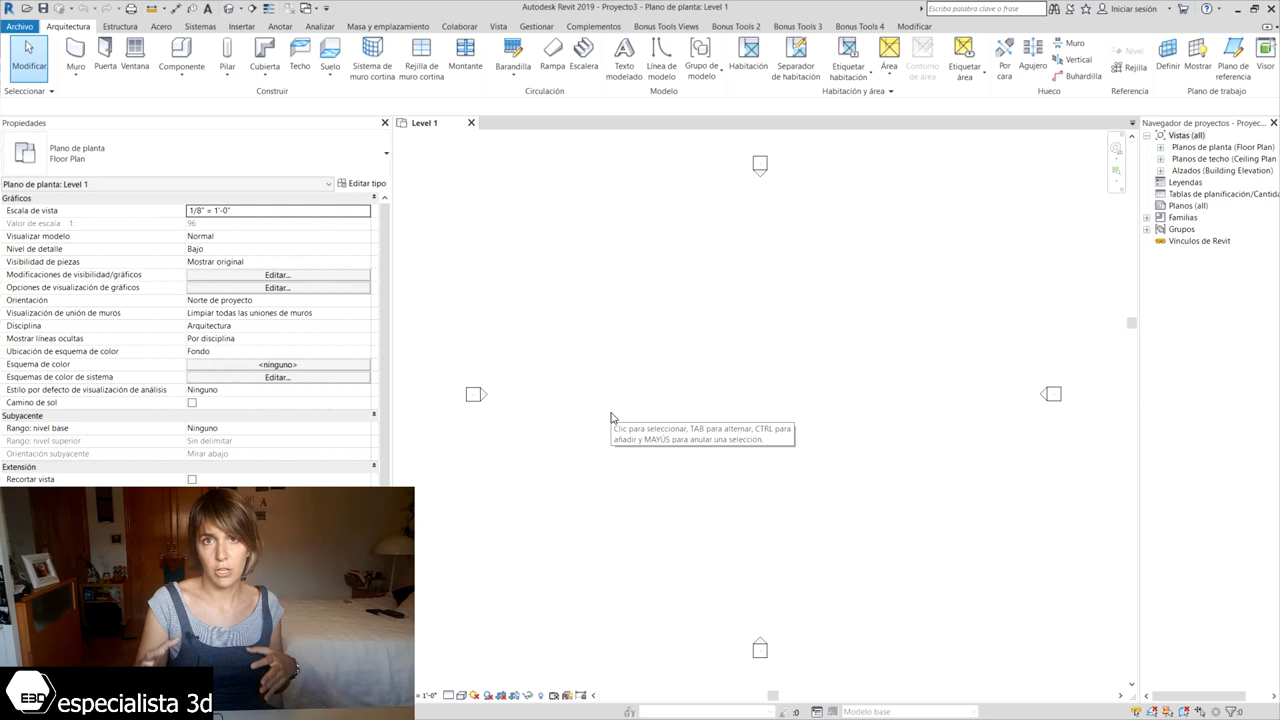 Autodesk Revit 2019 - Proyecto3 - Plano de planta: Level 1
Escriba palabra clave o frase
Iniciar sesión
Archivo Arquitectura Estructura Acero Sistemas Insertar Anotar Analizar Masa y emplazamiento Colaborar Vista Gestionar Complementos Bonus Tools Views Bonus Tools 2 Bonus Tools 3 Bonus Tools 4 Modificar
Modificar
Muro
Puerta
Ventana
Componente
Pilar
Cubierta
Techo
Suelo
Sistema de
muro cortina
Rejilla de
muro cortina
Montante
Barandilla
Rampa
Escalera
Texto
modelado
Línea de
modelo
Grupo de
modelo
Habitación
Separador
de habitación
Etiquetar
habitación
Área
Contorno
de área
Etiquetar
área
Por
cara
Agujero
Muro
Vertical
Buhardilla
Nivel
Rejilla
Definir
Mostrar
Plano de
referencia
Visor
Seleccionar Construir Circulación Modelo Habitación y área Hueco Referencia Plano de trabajo
Propiedades
Plano de planta
Floor Plan
Plano de planta: Level 1
Editar tipo
Gráficos
Escala de vista 1/8" = 1'-0"
Valor de escala 1: 96
Visualizar modelo Normal
Nivel de detalle Bajo
Visibilidad de piezas Mostrar original
Modificaciones de visibilidad/gráficos Editar...
Opciones de visualización de gráficos Editar...
Orientación Norte de proyecto
Visualización de unión de muros Limpiar todas las uniones de muros
Disciplina Arquitectura
Mostrar líneas ocultas Por disciplina
Ubicación de esquema de color Fondo
Esquema de color <ninguno>
Esquemas de color de sistema Editar...
Estilo por defecto de visualización de análisis Ninguno
Camino de sol
Subyacente
Rango: nivel base Ninguno
Rango: nivel superior Sin delimitar
Orientación subyacente Mirar abajo
Extensión
Recortar vista
Level 1
Clic para seleccionar, TAB para alternar, CTRL para
añadir y MAYÚS para anular una selección.
Navegador de proyectos - Proyec...
Vistas (all)
Planos de planta (Floor Plan)
Planos de techo (Ceiling Plan
Alzados (Building Elevation)
Leyendas
Tablas de planificación/Cantida
Planos (all)
Familias
Grupos
Vínculos de Revit
= 1'-0"
:0
Modelo base
:0
E3D
especialista 3d